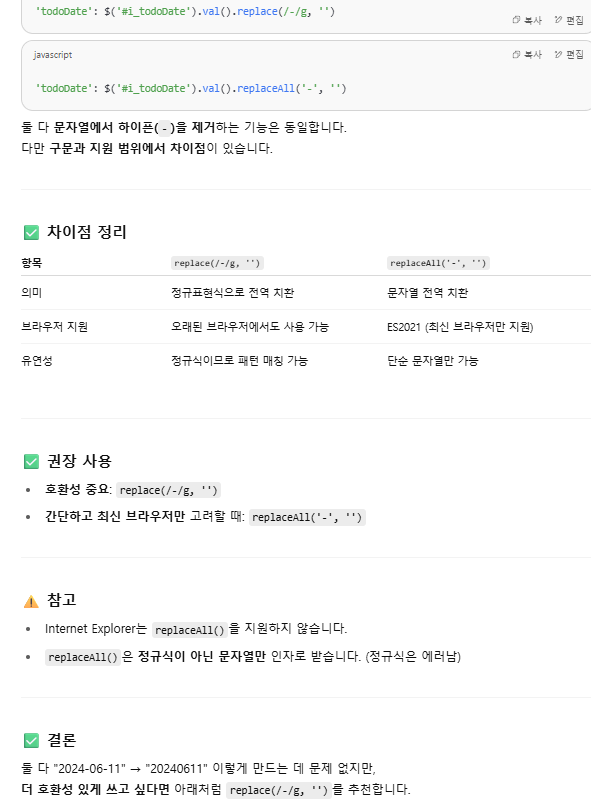 'todoDate': $('#i_todoDate').val().replace(/-/g, '')
복사 편집
javascript 복사 편집
'todoDate': $('#i_todoDate').val().replaceAll('-', '')
둘 다 문자열에서 하이픈(-)을 제거하는 기능은 동일합니다.
다만 구문과 지원 범위에서 차이점이 있습니다.
✅ 차이점 정리
항목 replace(/-/g, '') replaceAll('-', '')
의미 정규표현식으로 전역 치환 문자열 전역 치환
브라우저 지원 오래된 브라우저에서도 사용 가능 ES2021 (최신 브라우저만 지원)
유연성 정규식이므로 패턴 매칭 가능 단순 문자열만 가능
✅ 권장 사용
• 호환성 중요: replace(/-/g, '')
• 간단하고 최신 브라우저만 고려할 때: replaceAll('-', '')
⚠️ 참고
• Internet Explorer는 replaceAll()을 지원하지 않습니다.
• replaceAll()은 정규식이 아닌 문자열만 인자로 받습니다. (정규식은 에러남)
✅ 결론
둘 다 "2024-06-11" → "20240611" 이렇게 만드는 데 문제 없지만,
더 호환성 있게 쓰고 싶다면 아래처럼 replace(/-/g, '')를 추천합니다.